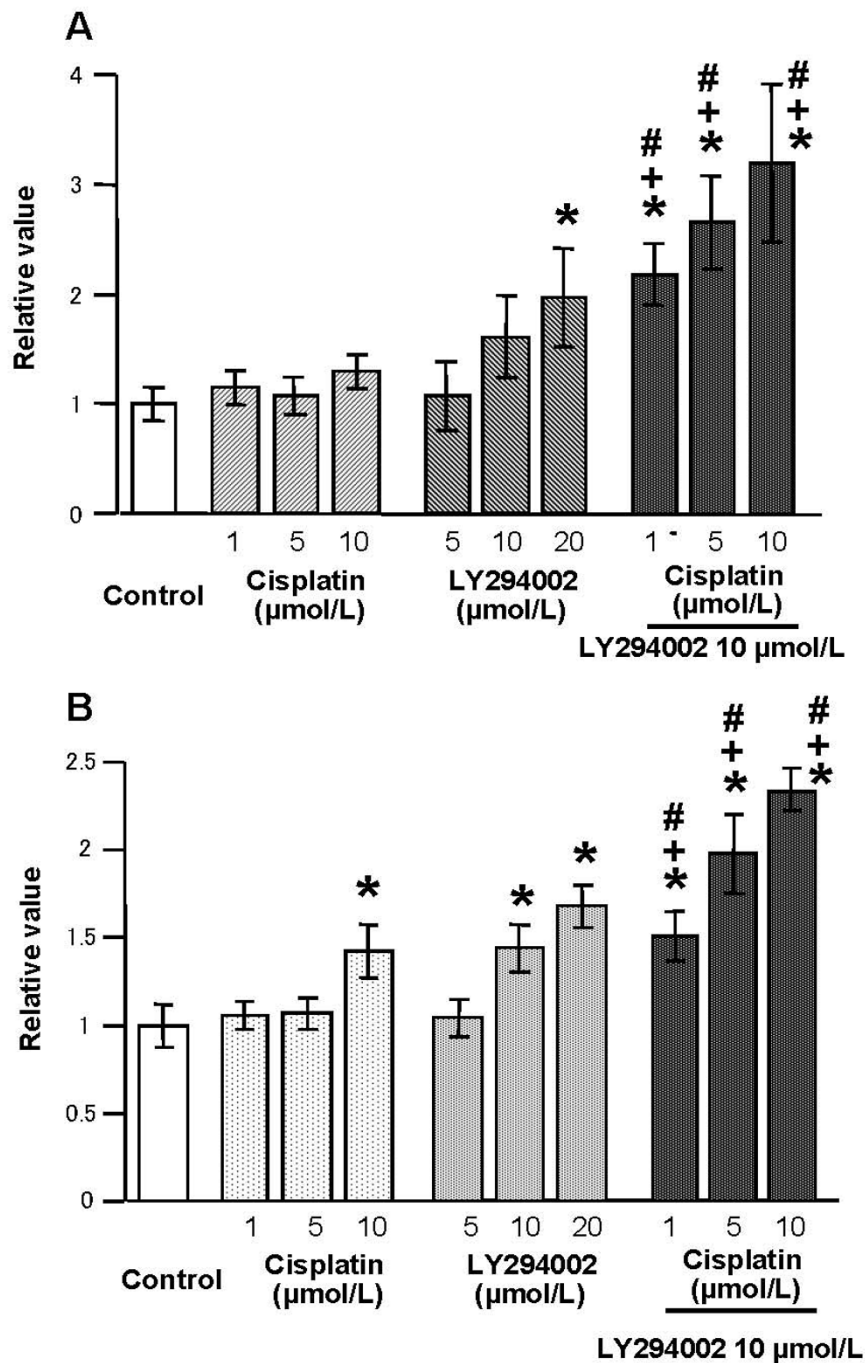 A
4
3
2
1
0
Relative value
* # + * # + * # + *
1 5 10 5 10 20 1 5 10
Control Cisplatin (µmol/L) LY294002 (µmol/L) Cisplatin (µmol/L)
LY294002 10 µmol/L
B
2.5
2
1.5
1
0.5
0
Relative value
* * * # + * # + * # + *
1 5 10 5 10 20 1 5 10
Control Cisplatin (µmol/L) LY294002 (µmol/L) Cisplatin (µmol/L)
LY294002 10 µmol/L